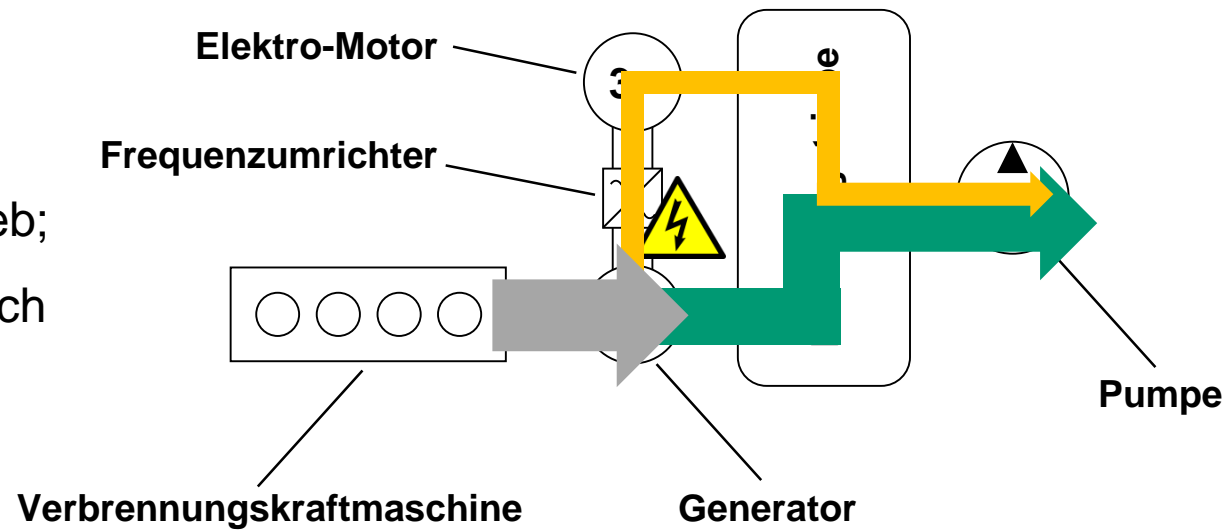 Elektro-Motor
Frequenzumrichter
eb;
ch
Pumpe
Verbrennungskraftmaschine
Generator